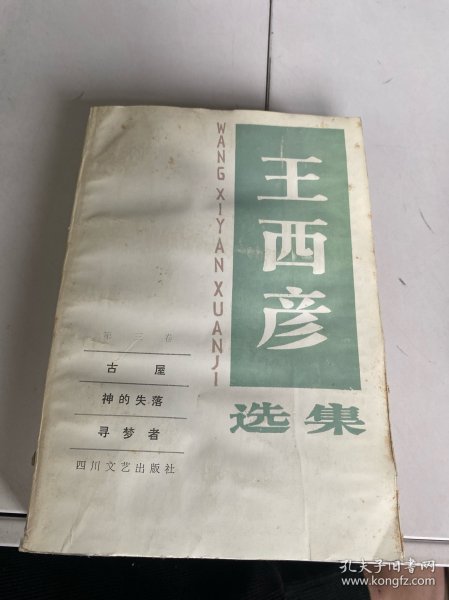 王西彦
选集
WANG XIYAN XUANJI
第三卷
古屋
神的失落
寻梦者
四川文艺出版社
孔夫子旧书网
www.kongfz.com